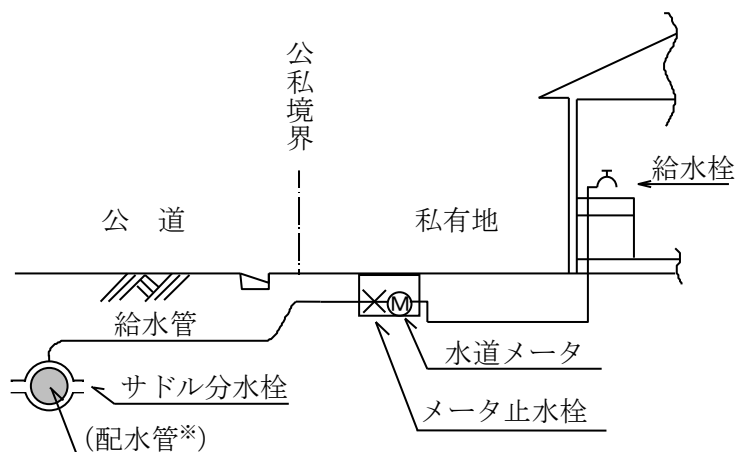 公私境界
給水栓
公　道
私有地
給水管
M
水道メータ
サドル分水栓
メータ止水栓
(配水管※)